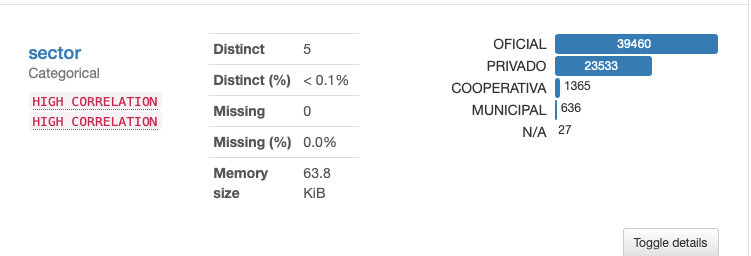 sector
Categorical
HIGH CORRELATION
HIGH CORRELATION
Distinct 5
Distinct (%) < 0.1%
Missing 0
Missing (%) 0.0%
Memory size 63.8 KiB
OFICIAL 39460
PRIVADO 23533
COOPERATIVA 1365
MUNICIPAL 636
N/A 27
Toggle details